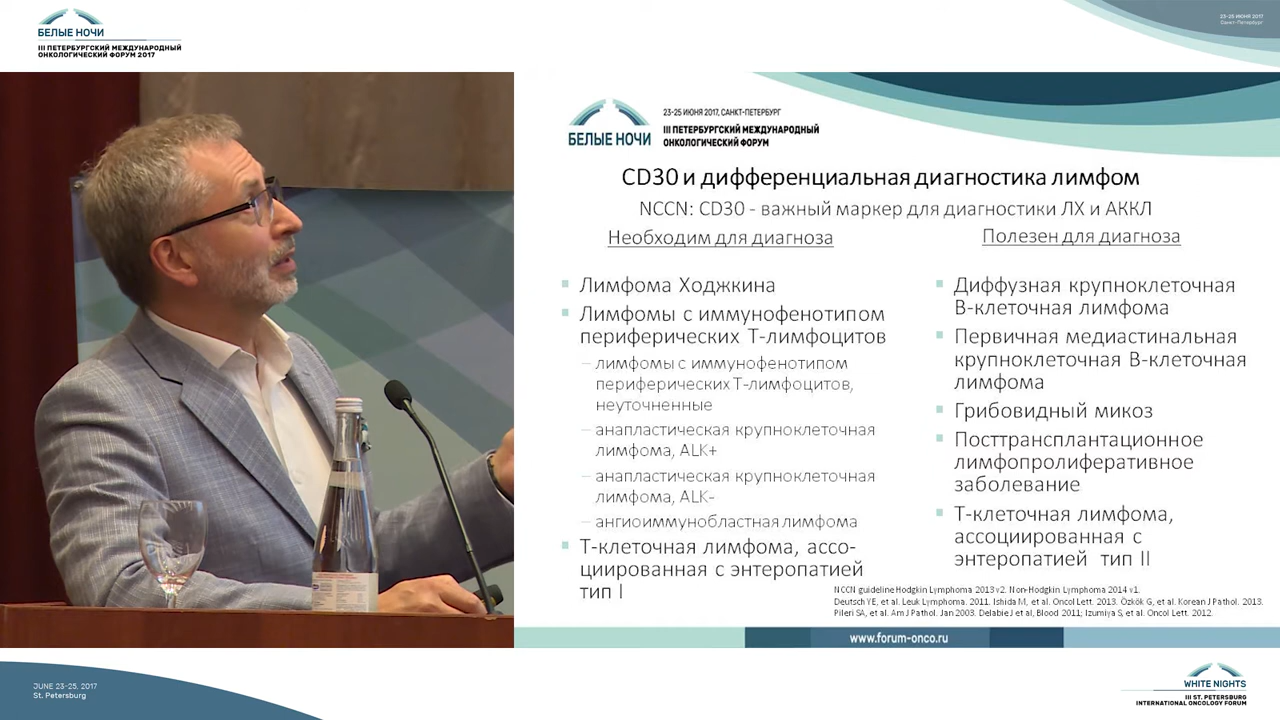 БЕЛЫЕ НОЧИ
III ПЕТЕРБУРГСКИЙ МЕЖДУНАРОДНЫЙ
ОНКОЛОГИЧЕСКИЙ ФОРУМ 2017
23-25 ИЮНЯ 2017
Санкт-Петербург
23-25 ИЮНЯ 2017, САНКТ-ПЕТЕРБУРГ
БЕЛЫЕ НОЧИ
III ПЕТЕРБУРГСКИЙ МЕЖДУНАРОДНЫЙ
ОНКОЛОГИЧЕСКИЙ ФОРУМ
CD30 и дифференциальная диагностика лимфом
NCCN: CD30 - важный маркер для диагностики ЛХ и АККЛ
Необходим для диагноза
Лимфома Ходжкина
Лимфомы с иммунофенотипом
периферических Т-лимфоцитов
– лимфомы с иммунофенотипом
периферических Т-лимфоцитов,
неуточненные
– анапластическая крупноклеточная
лимфома, ALK+
– анапластическая крупноклеточная
лимфома, ALK-
– ангиоиммунобластная лимфома
Т-клеточная лимфома, ассо-
циированная с энтеропатией
тип I
Полезен для диагноза
Диффузная крупноклеточная
В-клеточная лимфома
Первичная медиастинальная
крупноклеточная В-клеточная
лимфома
Грибовидный микоз
Посттрансплантационное
лимфопролиферативное
заболевание
Т-клеточная лимфома,
ассоциированная с
энтеропатией тип II
NCCN guideline Hodgkin Lymphoma 2013 v2. Non-Hodgkin Lymphoma 2014 v1.
Deutsch YE, et al. Leuk Lymphoma. 2011. Ishida M, et al. Oncol Lett. 2013. Özkök G, et al. Korean J Pathol. 2013.
Pileri SA, et al. Am J Pathol. Jan 2003. Delabie J et al, Blood 2011; Izumiya S, et al. Oncol Lett. 2012.
www.forum-onco.ru
JUNE 23-25, 2017
St. Petersburg
WHITE NIGHTS
III ST. PETERSBURG
INTERNATIONAL ONCOLOGY FORUM